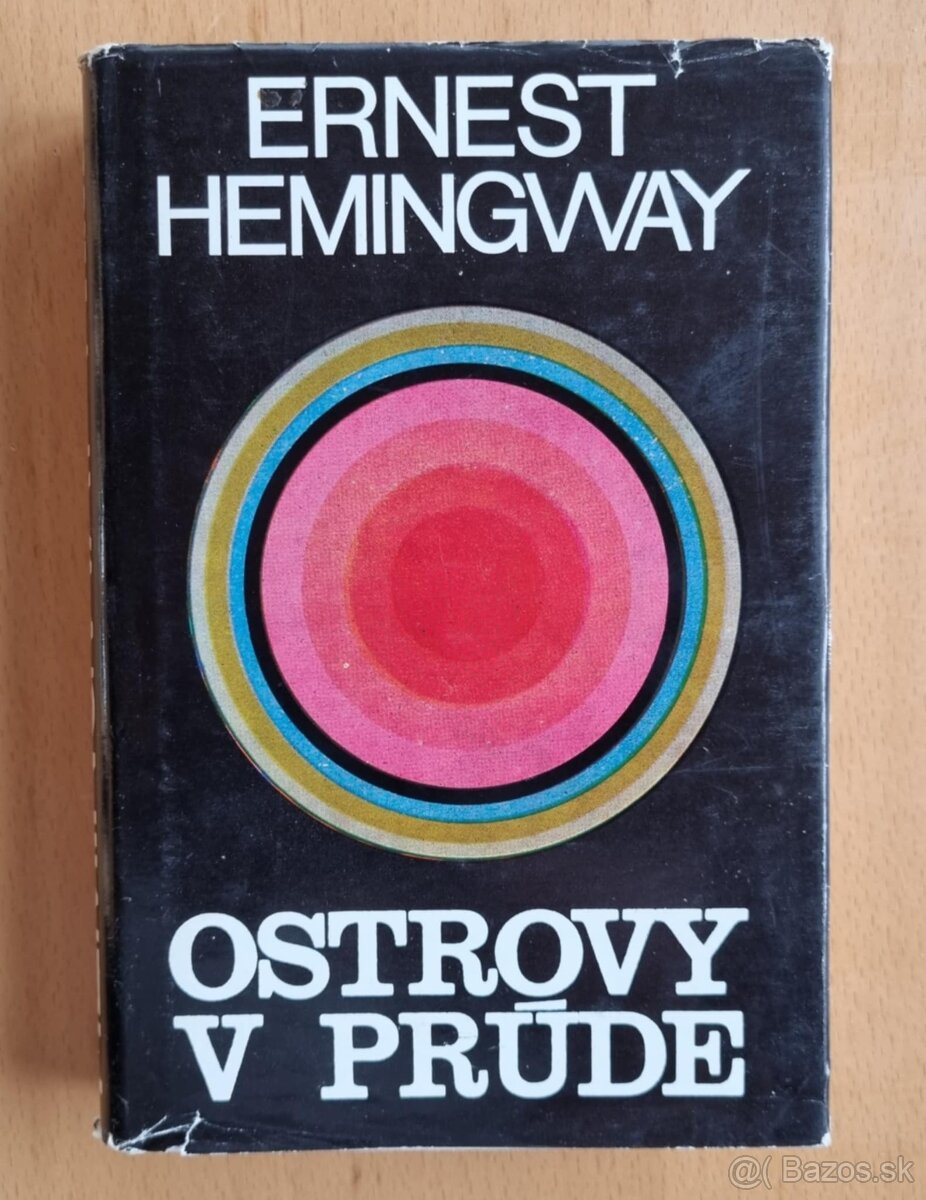 ERNEST
HEMINGWAY
OSTROVY
V PRÚDE
@( Bazos.sk